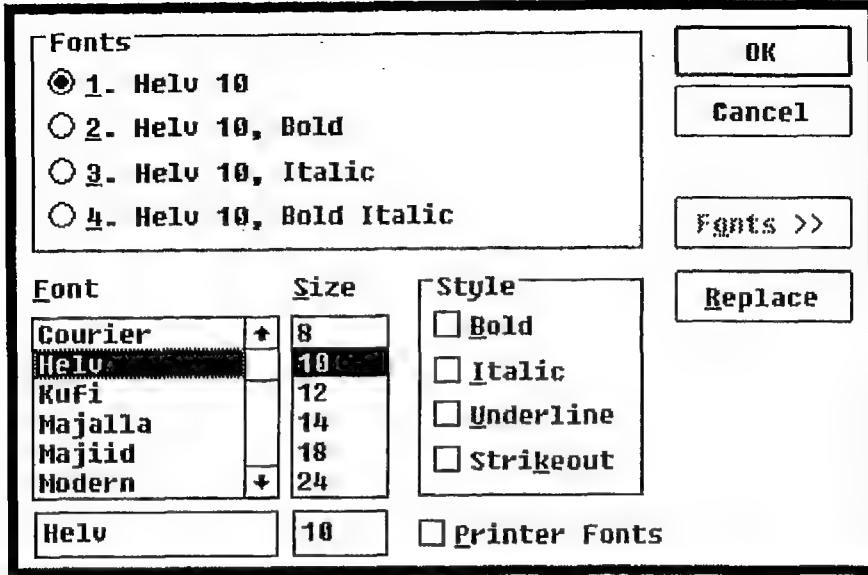 Fonts
1. Helv 10
2. Helv 10, Bold
3. Helv 10, Italic
4. Helv 10, Bold Italic
OK
Cancel
Fonts >>
Replace
Font
Courier
Helv
Kufi
Majalla
Majiid
Modern
Helv
Size
8
10
12
14
18
24
10
Style
Bold
Italic
Underline
Strikeout
Printer Fonts